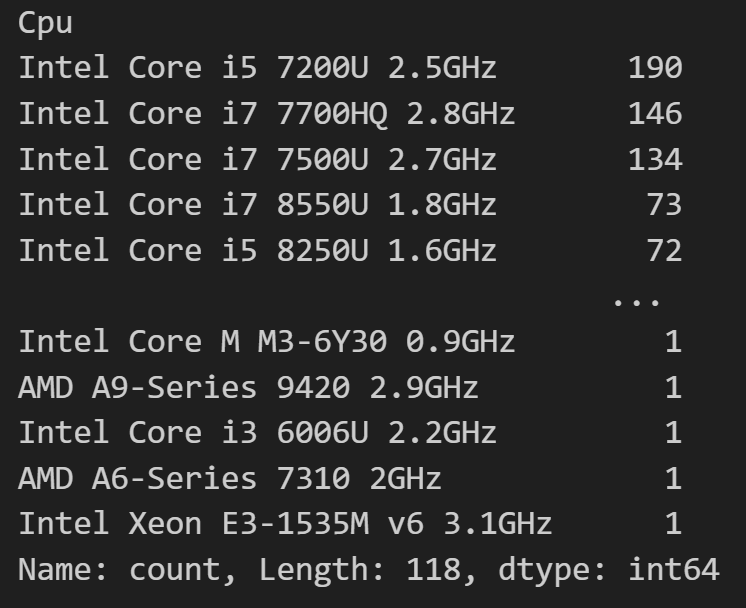 Cpu
Intel Core i5 7200U 2.5GHz 190
Intel Core i7 7700HQ 2.8GHz 146
Intel Core i7 7500U 2.7GHz 134
Intel Core i7 8550U 1.8GHz 73
Intel Core i5 8250U 1.6GHz 72
...
Intel Core M M3-6Y30 0.9GHz 1
AMD A9-Series 9420 2.9GHz 1
Intel Core i3 6006U 2.2GHz 1
AMD A6-Series 7310 2GHz 1
Intel Xeon E3-1535M v6 3.1GHz 1
Name: count, Length: 118, dtype: int64